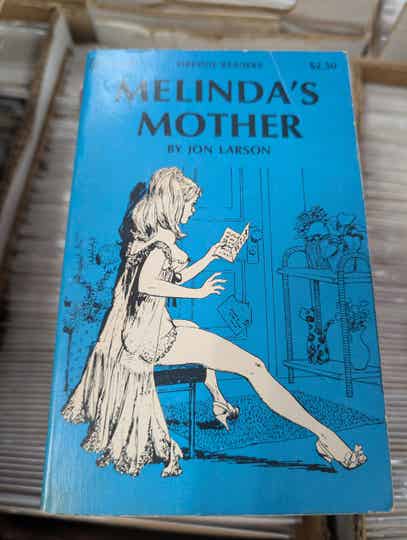 $2.50
MELINDA'S
MOTHER
BY JON LARSON